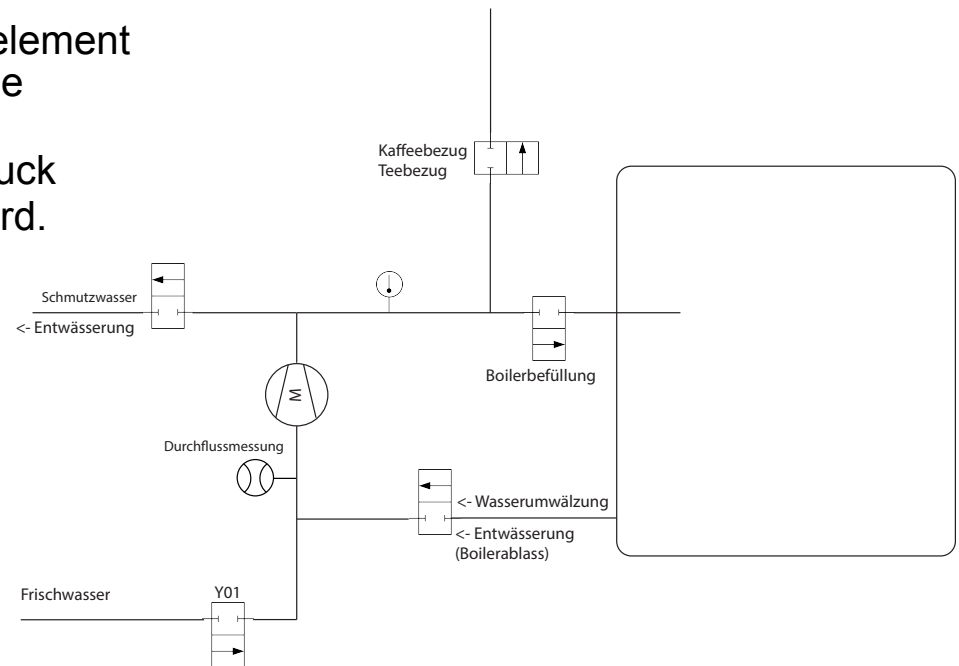 element
e
uck
rd.
Kaffeebezug
Teebezug
Schmutzwasser
<- Entwässerung
Boilerbefüllung
M
Durchflussmessung
<- Wasserumwälzung
<- Entwässerung
(Boilerablass)
Frischwasser
Y01